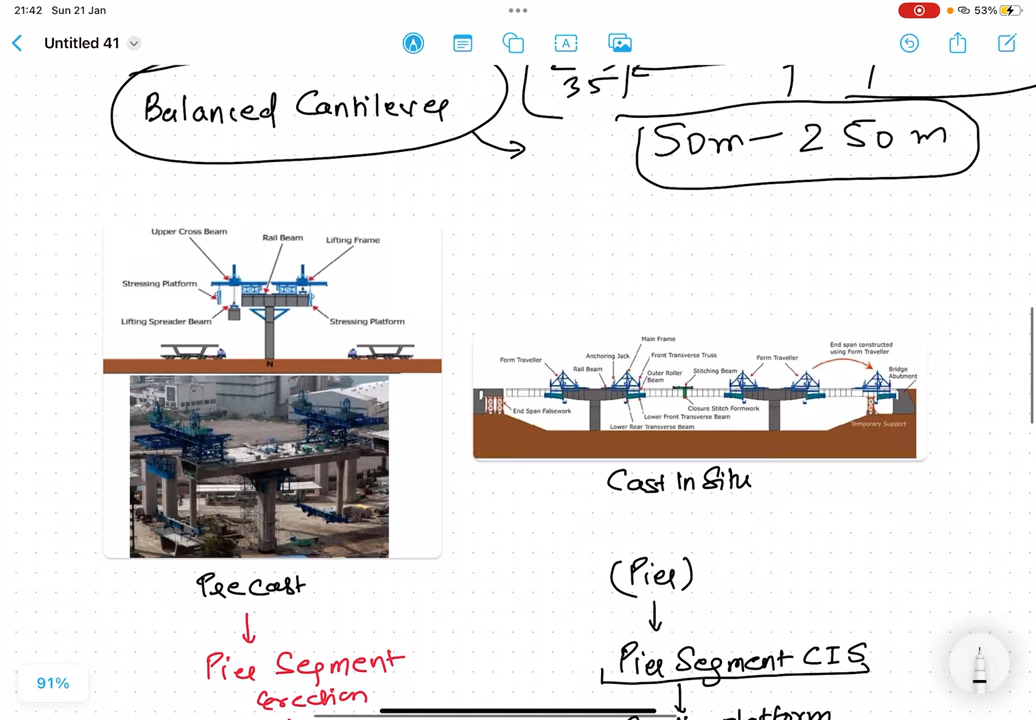 21:42 Sun 21 Jan
53%
Untitled 41
Balanced Cantilever
35
50m - 250m
Upper Cross Beam
Rail Beam
Lifting Frame
Stressing Platform
Lifting Spreader Beam
Stressing Platform
N
Main Frame
Form Traveller
Anchoring Jack
Front Transverse Truss
Rail Beam
Outer Roller Beam
Stitching Beam
Form Traveller
End span constructed using Form Traveller
Bridge Abutment
End Span Falsework
Closure Stitch Formwork
Lower Front Transverse Beam
Lower Rear Transverse Beam
Temporary Support
Cast In Situ
Precast
(Pier)
Pier Segment
erection
Pier Segment CIS
platform
91%